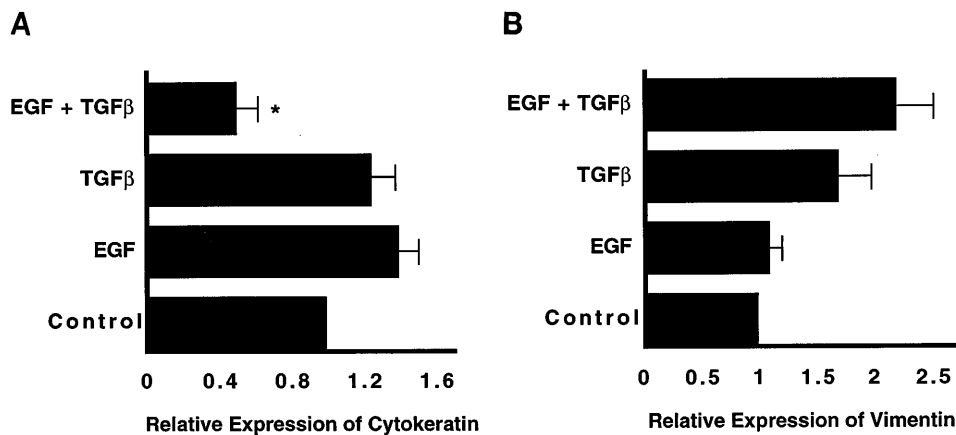 A
EGF + TGFβ
*
TGFβ
EGF
Control
0 0.4 0.8 1.2 1.6
Relative Expression of Cytokeratin
B
EGF + TGFβ
TGFβ
EGF
Control
0 0.5 1 1.5 2 2.5
Relative Expression of Vimentin